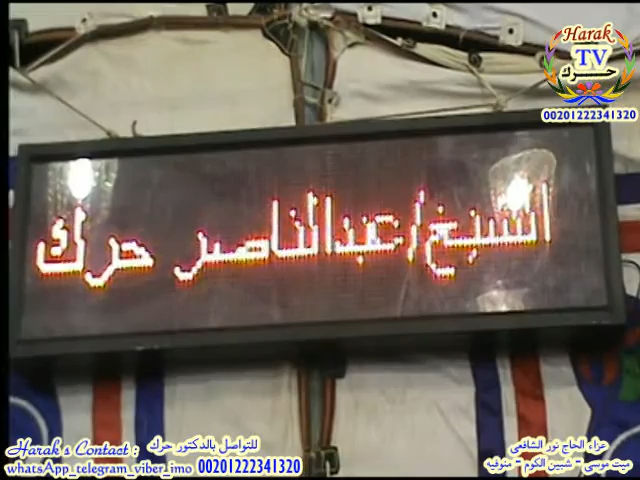 Harak
TV
حرك
00201222341320
الشيخ/عبدالناصر حرك
Harak s Contact : للتواصل بالدكتور حرك
whatsApp_telegram_viber_imo 00201222341320
عزاء الحاج نور الشافعى
ميت موسى - شبين الكوم - منوفيه